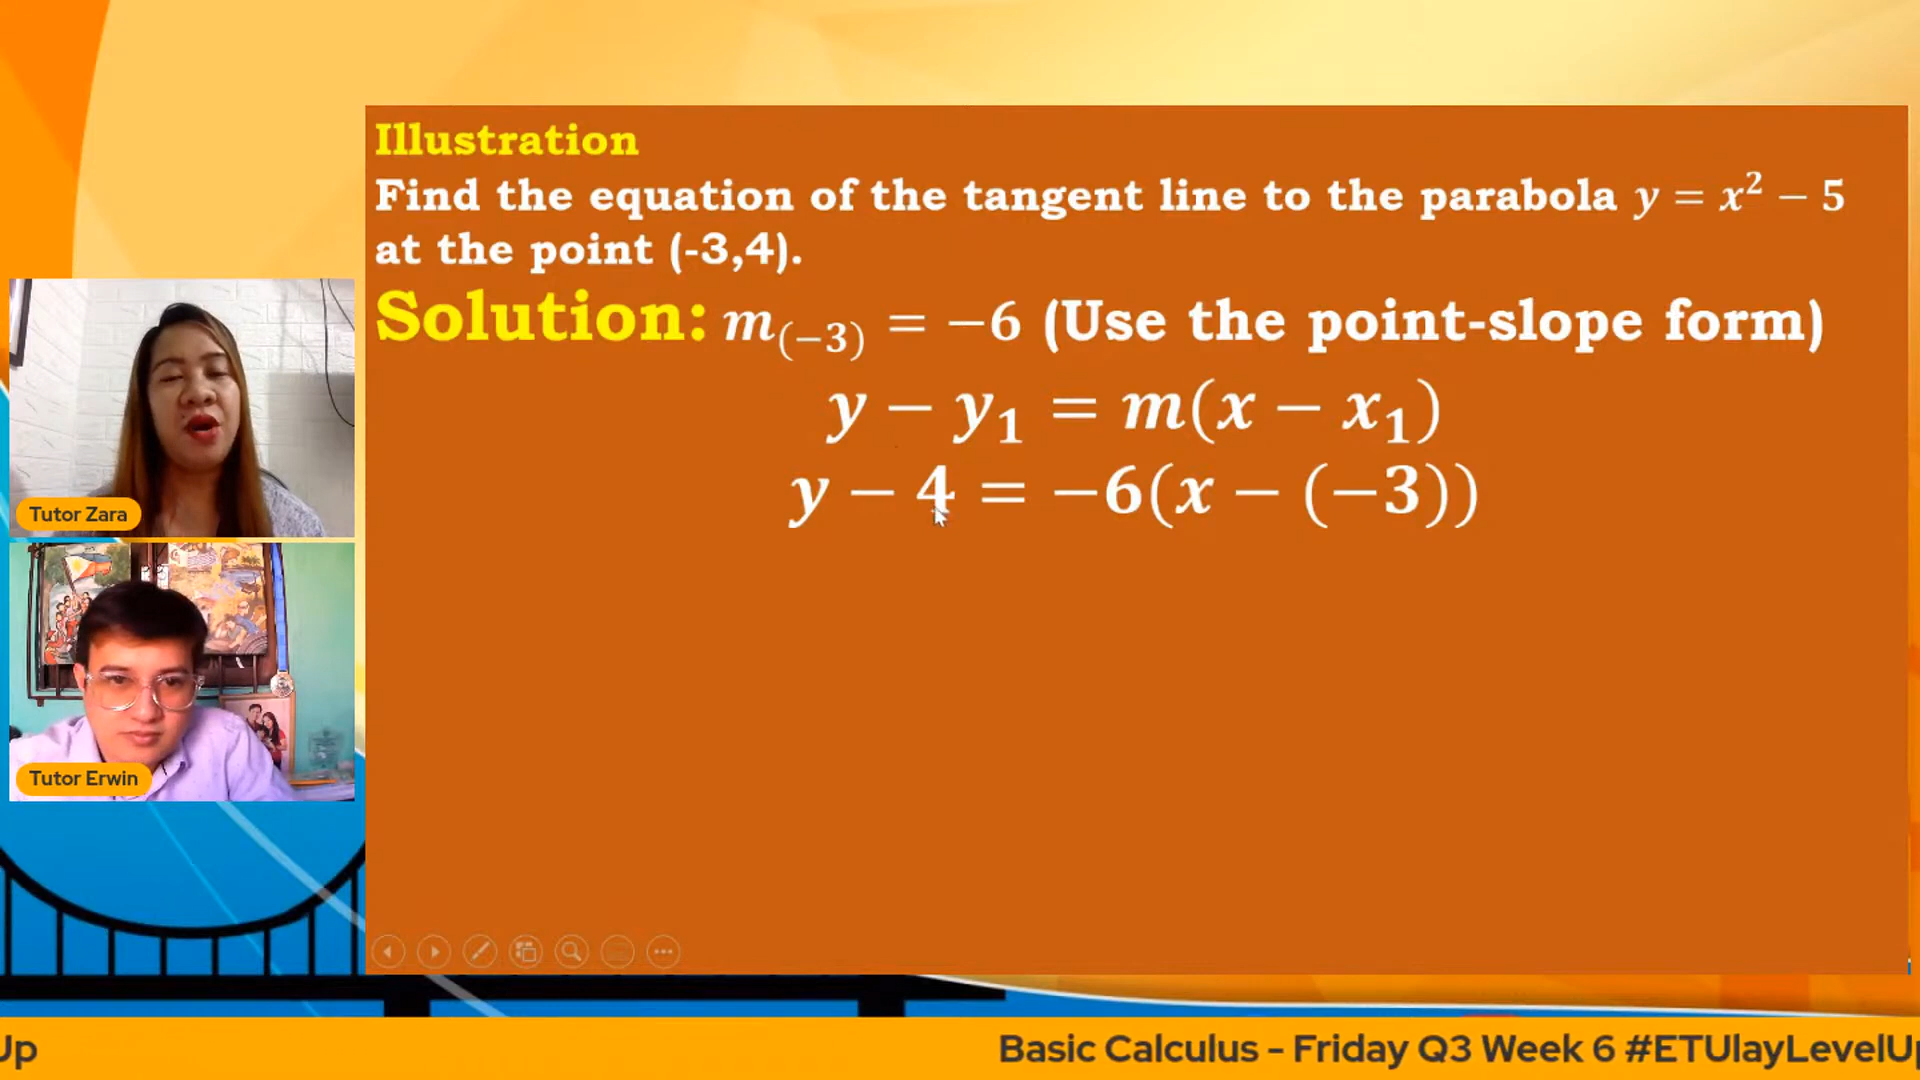 Illustration
Find the equation of the tangent line to the parabola y = x² − 5
at the point (-3,4).
Solution: m₍₋₃₎ = −6 (Use the point-slope form)
y − y₁ = m(x − x₁)
y − 4 = −6(x − (−3))
Tutor Zara
Tutor Erwin
Up
Basic Calculus - Friday Q3 Week 6 #ETUlayLevelUp